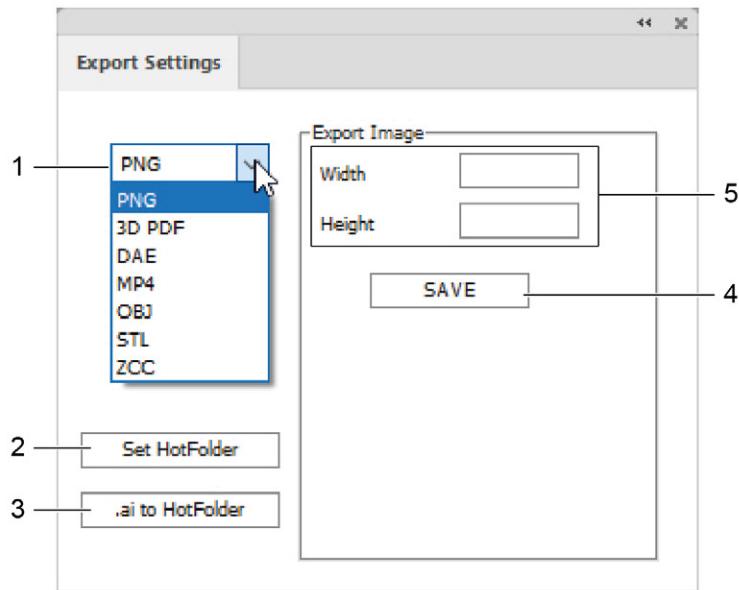 Export Settings
1
PNG
PNG
3D PDF
DAE
MP4
OBJ
STL
ZCC
2
Set HotFolder
3
.ai to HotFolder
Export Image
Width
Height
5
SAVE
4